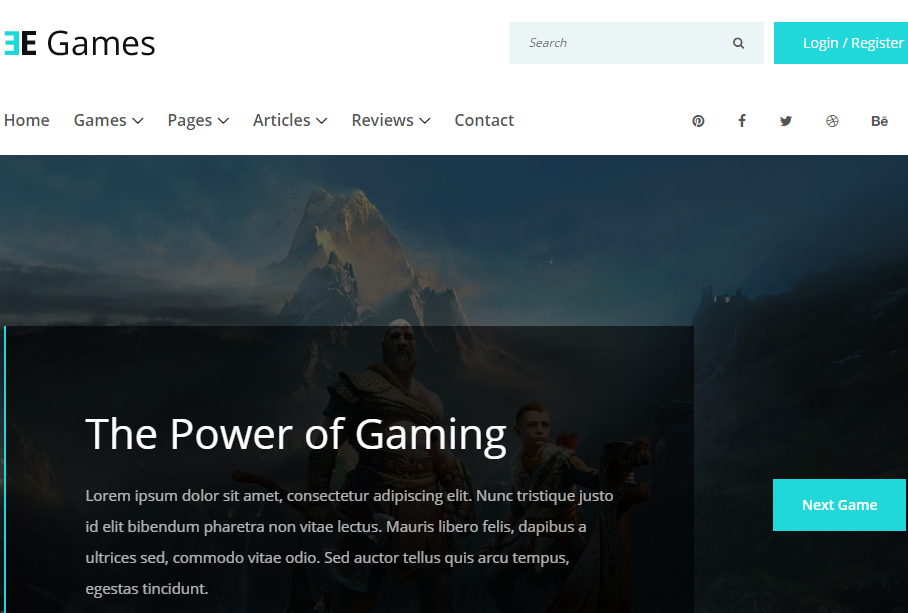 ƎE Games
Search
Login / Register
Home Games Pages Articles Reviews Contact
Bē
The Power of Gaming
Lorem ipsum dolor sit amet, consectetur adipiscing elit. Nunc tristique justo
id elit bibendum pharetra non vitae lectus. Mauris libero felis, dapibus a
ultrices sed, commodo vitae odio. Sed auctor tellus quis arcu tempus,
egestas tincidunt.
Next Game